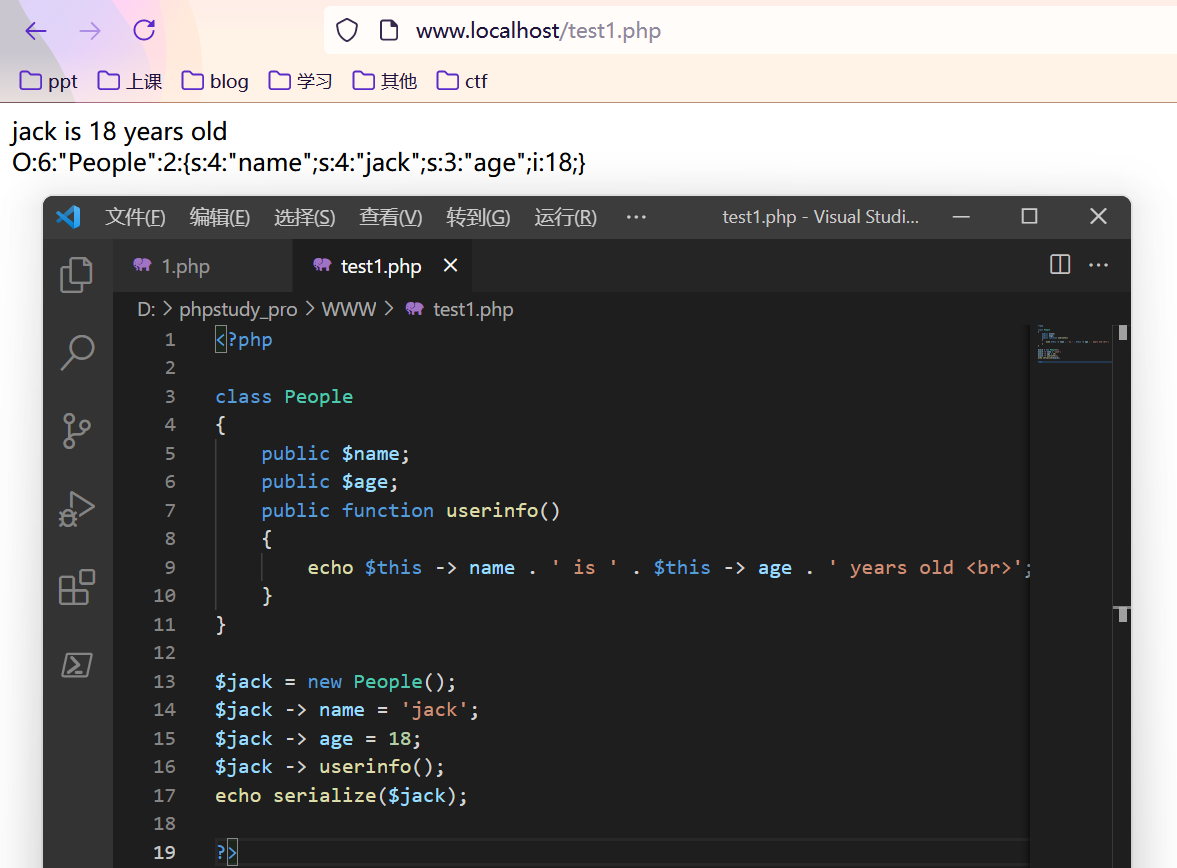 www.localhost/test1.php
ppt 上课 blog 学习 其他 ctf
jack is 18 years old
O:6:"People":2:{s:4:"name";s:4:"jack";s:3:"age";i:18;}
文件(F) 编辑(E) 选择(S) 查看(V) 转到(G) 运行(R) ··· test1.php - Visual Studi...
1.php test1.php
D: > phpstudy_pro > WWW > test1.php
1 <?php
2
3 class People
4 {
5     public $name;
6     public $age;
7     public function userinfo()
8     {
9         echo $this -> name . ' is ' . $this -> age . ' years old <br>';
10     }
11 }
12
13 $jack = new People();
14 $jack -> name = 'jack';
15 $jack -> age = 18;
16 $jack -> userinfo();
17 echo serialize($jack);
18
19 ?>